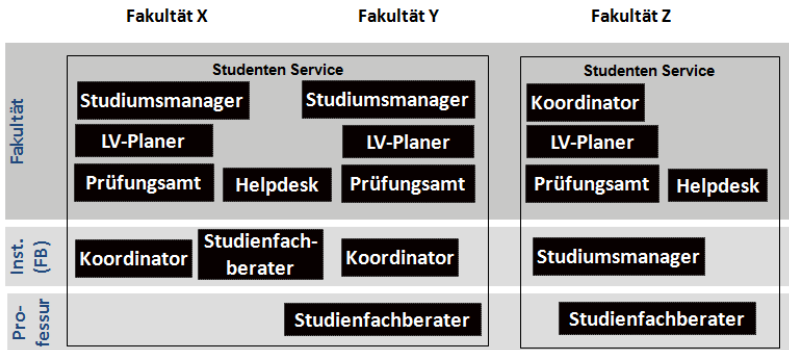 Fakultät X
Fakultät Y
Fakultät Z
Fakultät
Studenten Service
Studenten Service
Studiumsmanager
Studiumsmanager
Koordinator
LV-Planer
LV-Planer
LV-Planer
Prüfungsamt
Helpdesk
Prüfungsamt
Prüfungsamt
Helpdesk
Inst.
(FB)
Koordinator
Studienfach-
berater
Koordinator
Studiumsmanager
Pro-
fessur
Studienfachberater
Studienfachberater